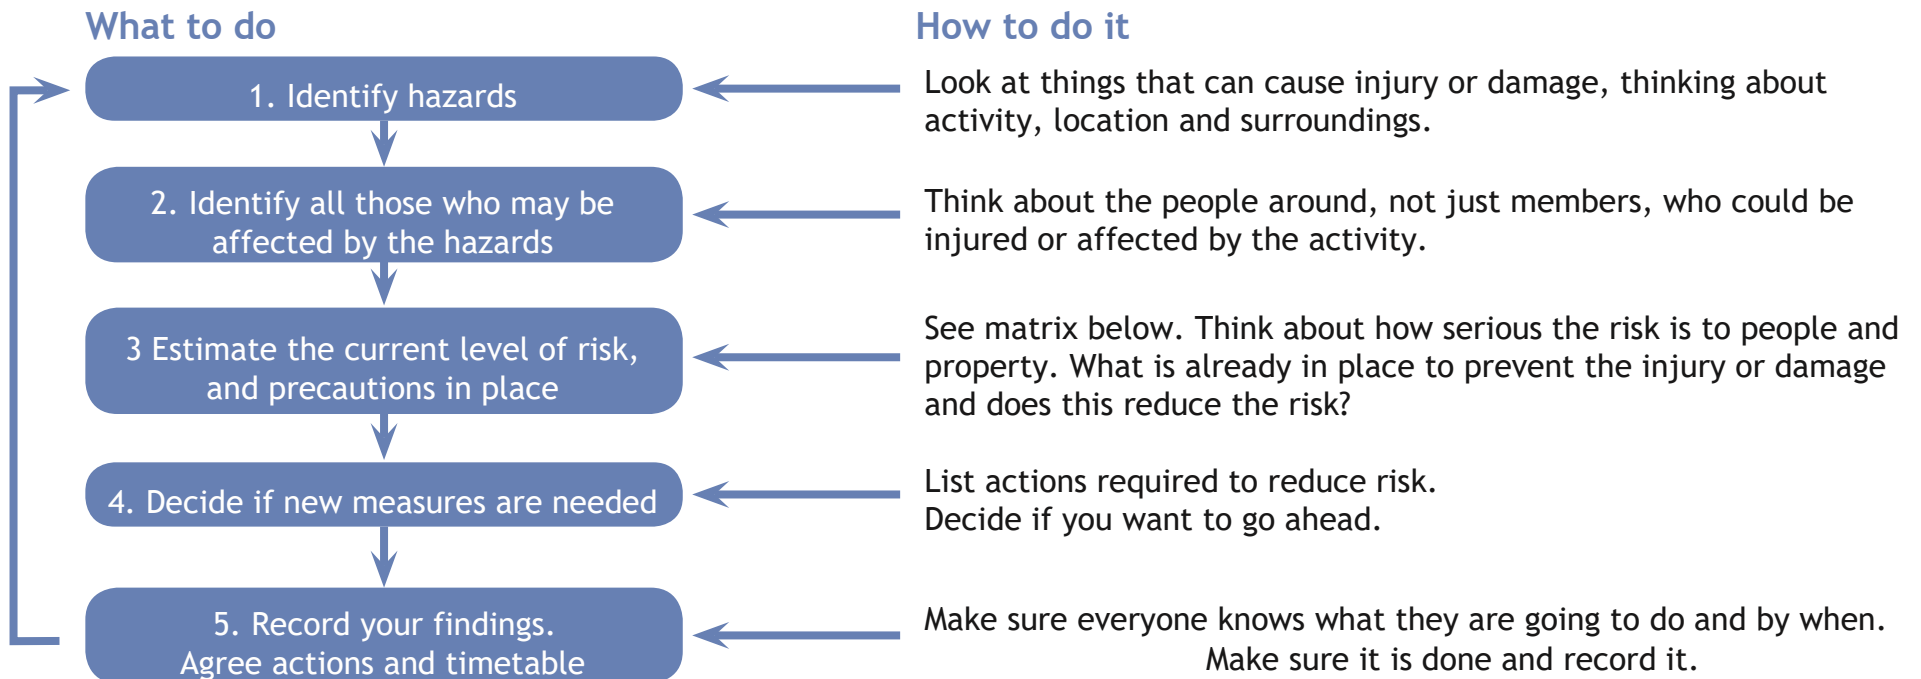 What to do
How to do it
1. Identify hazards
Look at things that can cause injury or damage, thinking about
activity, location and surroundings.
2. Identify all those who may be
affected by the hazards
Think about the people around, not just members, who could be
injured or affected by the activity.
3 Estimate the current level of risk,
and precautions in place
See matrix below. Think about how serious the risk is to people and
property. What is already in place to prevent the injury or damage
and does this reduce the risk?
4. Decide if new measures are needed
List actions required to reduce risk.
Decide if you want to go ahead.
5. Record your findings.
Agree actions and timetable
Make sure everyone knows what they are going to do and by when.
Make sure it is done and record it.